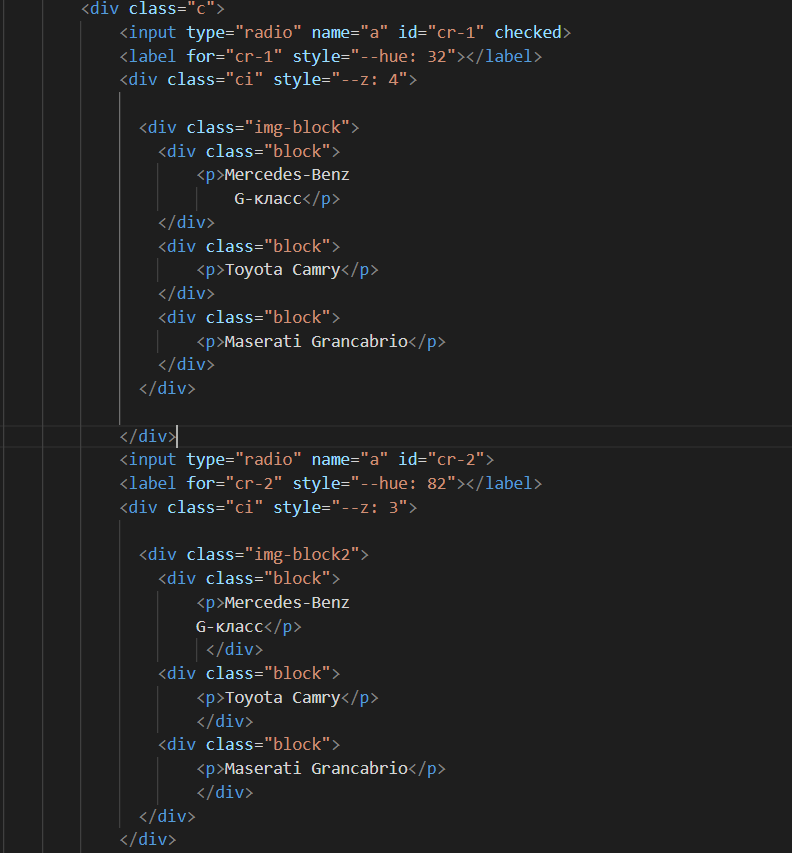 <div class="c">
<input type="radio" name="a" id="cr-1" checked>
<label for="cr-1" style="--hue: 32"></label>
<div class="ci" style="--z: 4">
<div class="img-block">
<div class="block">
<p>Mercedes-Benz
G-класс</p>
</div>
<div class="block">
<p>Toyota Camry</p>
</div>
<div class="block">
<p>Maserati Grancabrio</p>
</div>
</div>
</div>
<input type="radio" name="a" id="cr-2">
<label for="cr-2" style="--hue: 82"></label>
<div class="ci" style="--z: 3">
<div class="img-block2">
<div class="block">
<p>Mercedes-Benz
G-класс</p>
</div>
<div class="block">
<p>Toyota Camry</p>
</div>
<div class="block">
<p>Maserati Grancabrio</p>
</div>
</div>
</div>